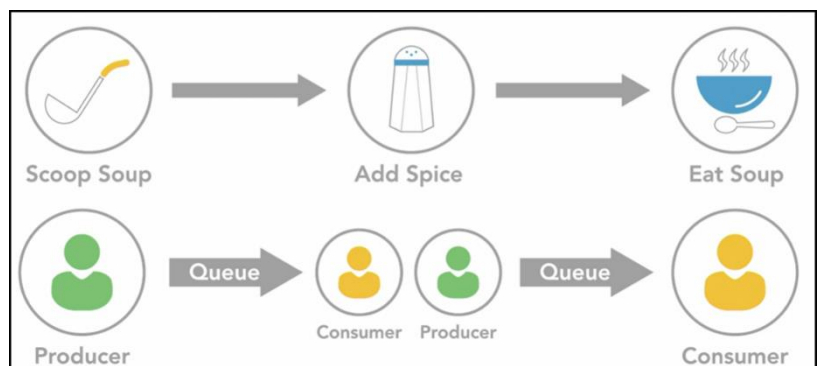 Scoop Soup
Add Spice
Eat Soup
Queue
Queue
Consumer
Producer
Producer
Consumer